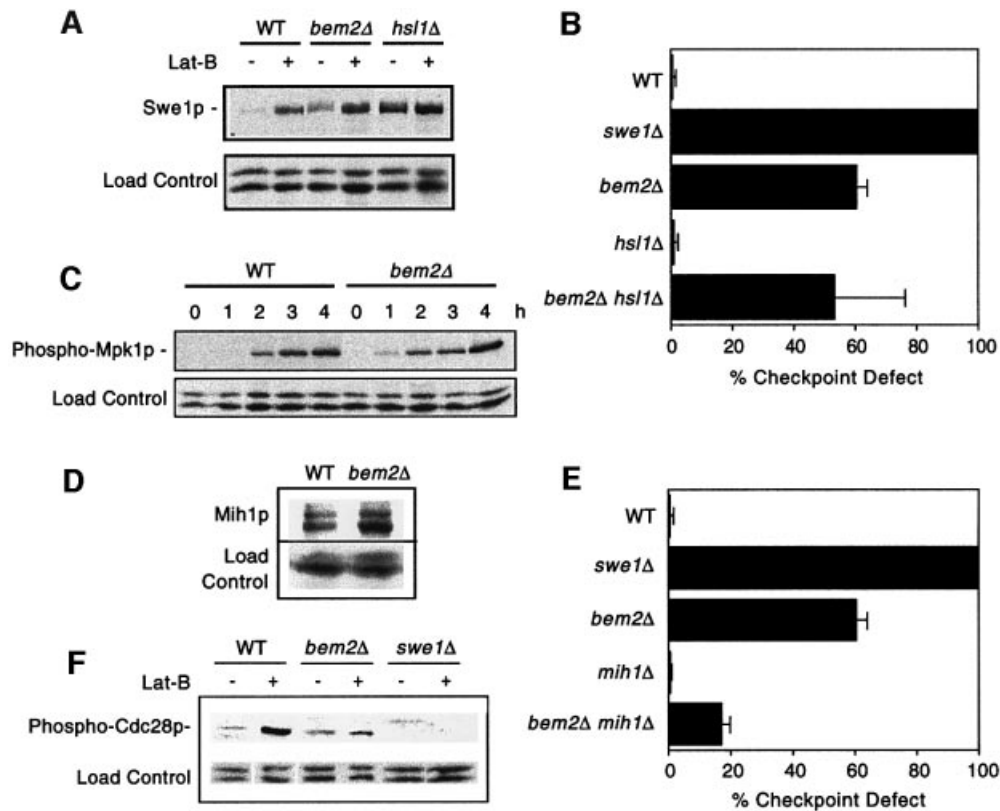 A
WT bem2Δ hsl1Δ
Lat-B - + - + - +
Swe1p -
Load Control
B
WT
swe1Δ
bem2Δ
hsl1Δ
bem2Δ hsl1Δ
0 20 40 60 80 100
% Checkpoint Defect
C
WT bem2Δ
0 1 2 3 4 0 1 2 3 4 h
Phospho-Mpk1p -
Load Control
D
WT bem2Δ
Mih1p
Load
Control
E
WT
swe1Δ
bem2Δ
mih1Δ
bem2Δ mih1Δ
0 20 40 60 80 100
% Checkpoint Defect
F
WT bem2Δ swe1Δ
Lat-B - + - + - +
Phospho-Cdc28p-
Load Control